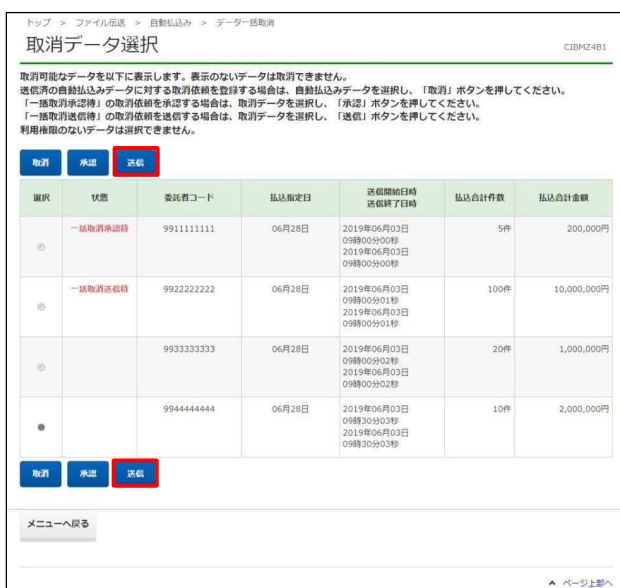 トップ > ファイル伝送 > 自動払込み > データ一括取消
取消データ選択
CIBMZ4B1
取消可能なデータを以下に表示します。表示のないデータは取消できません。
送信済の自動払込みデータに対する取消依頼を登録する場合は、自動払込みデータを選択し、「取消」ボタンを押してください。
「一括取消承認待」の取消依頼を承認する場合は、取消データを選択し、「承認」ボタンを押してください。
「一括取消送信待」の取消依頼を送信する場合は、取消データを選択し、「送信」ボタンを押してください。
利用権限のないデータは選択できません。
取消 承認 送信
選択 状態 委託者コード 払込指定日 送信開始日時 払込合計件数 払込合計金額
送信終了日時
一括取消承認待 9911111111 06月28日 2019年06月03日 5件 200,000円
09時00分00秒
2019年06月03日
09時00分00秒
一括取消送信待 9922222222 06月28日 2019年06月03日 100件 10,000,000円
09時00分01秒
2019年06月03日
09時00分01秒
9933333333 06月28日 2019年06月03日 20件 1,000,000円
09時00分02秒
2019年06月03日
09時00分02秒
9944444444 06月28日 2019年06月03日 10件 2,000,000円
09時30分03秒
2019年06月03日
09時30分03秒
取消 承認 送信
メニューへ戻る
ページ上部へ